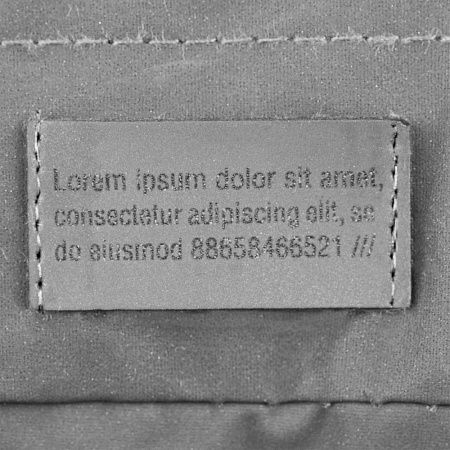 Lorem ipsum dolor sit amet,
consectetur adipiscing elit, se
do eiusmod 88658466521 ///